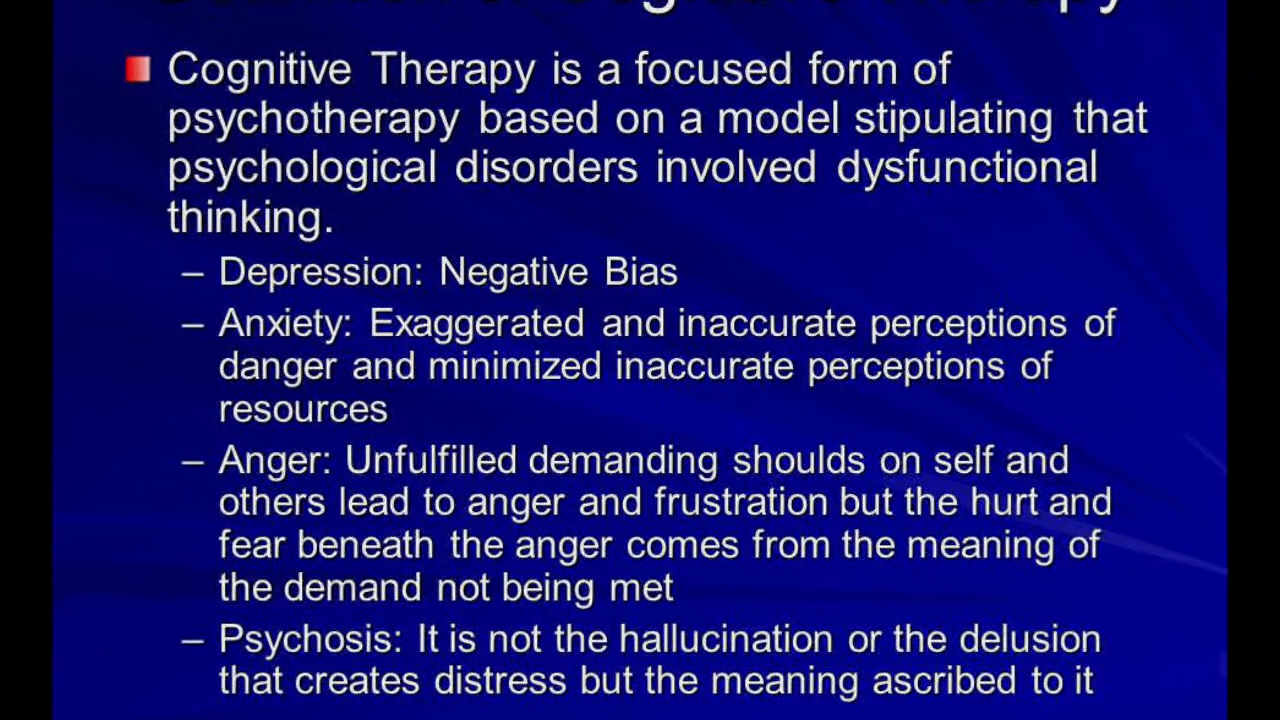 Cognitive Therapy is a focused form of
psychotherapy based on a model stipulating that
psychological disorders involved dysfunctional
thinking.
– Depression: Negative Bias
– Anxiety: Exaggerated and inaccurate perceptions of
danger and minimized inaccurate perceptions of
resources
– Anger: Unfulfilled demanding shoulds on self and
others lead to anger and frustration but the hurt and
fear beneath the anger comes from the meaning of
the demand not being met
– Psychosis: It is not the hallucination or the delusion
that creates distress but the meaning ascribed to it